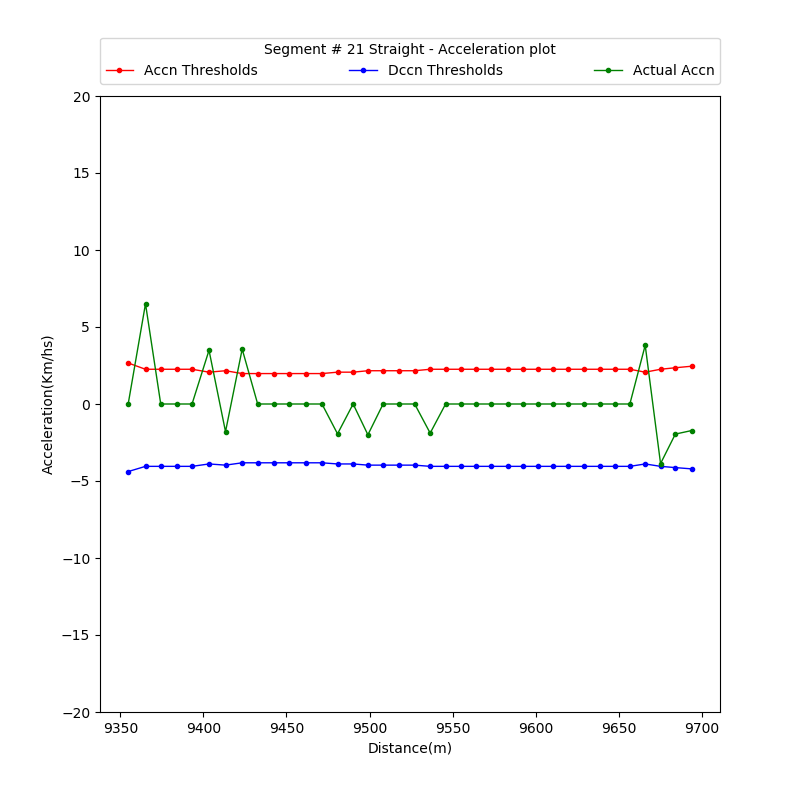 Segment # 21 Straight - Acceleration plot
Accn Thresholds Dccn Thresholds Actual Accn
20
15
10
5
0
−5
−10
−15
−20
Acceleration(Km/hs)
9350 9400 9450 9500 9550 9600 9650 9700
Distance(m)